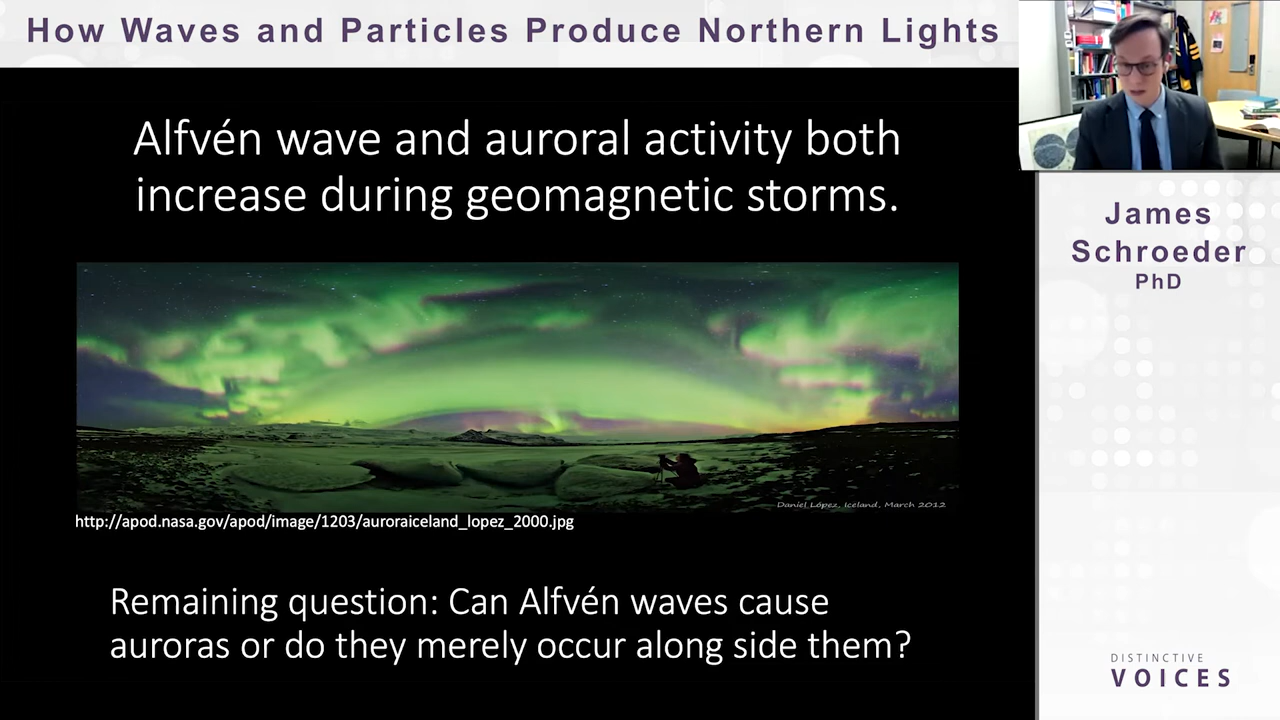 How Waves and Particles Produce Northern Lights
Alfvén wave and auroral activity both
increase during geomagnetic storms.
Daniel López, Iceland, March 2012
http://apod.nasa.gov/apod/image/1203/auroraiceland_lopez_2000.jpg
Remaining question: Can Alfvén waves cause
auroras or do they merely occur along side them?
James
Schroeder
PhD
DISTINCTIVE
VOICES